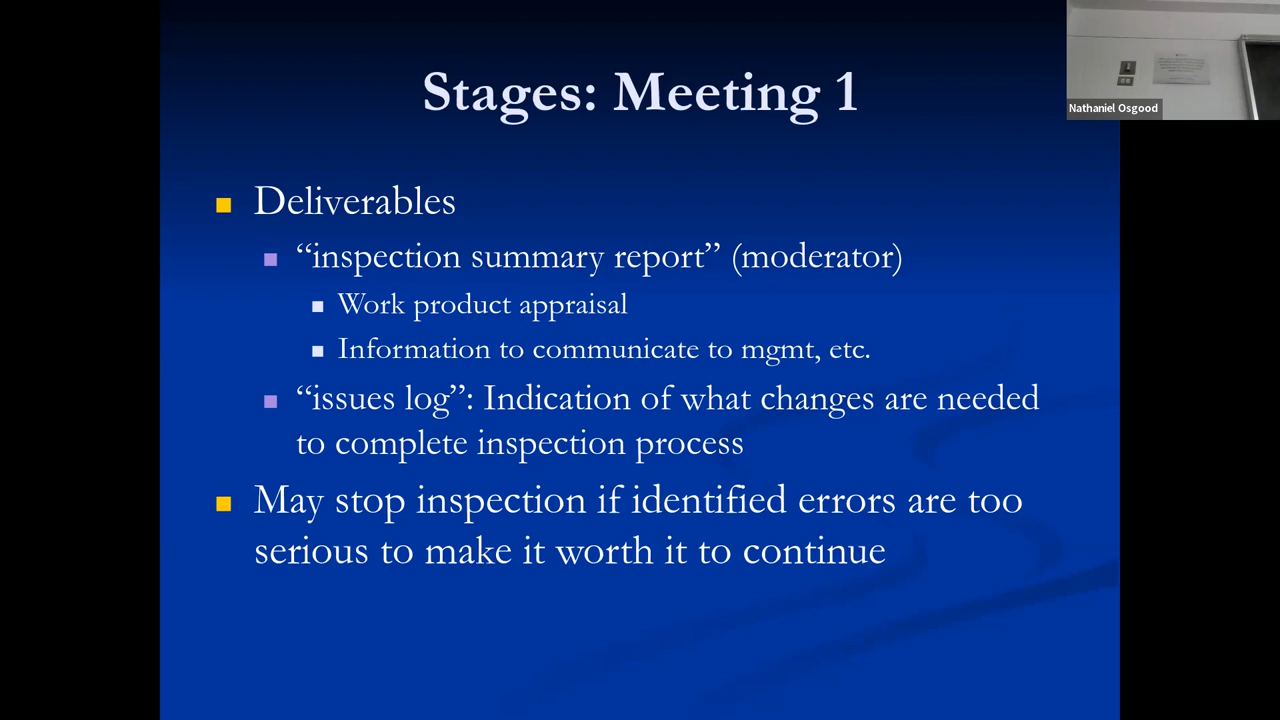 Stages: Meeting 1
Nathaniel Osgood
Deliverables
“inspection summary report” (moderator)
Work product appraisal
Information to communicate to mgmt, etc.
“issues log”: Indication of what changes are needed
to complete inspection process
May stop inspection if identified errors are too
serious to make it worth it to continue